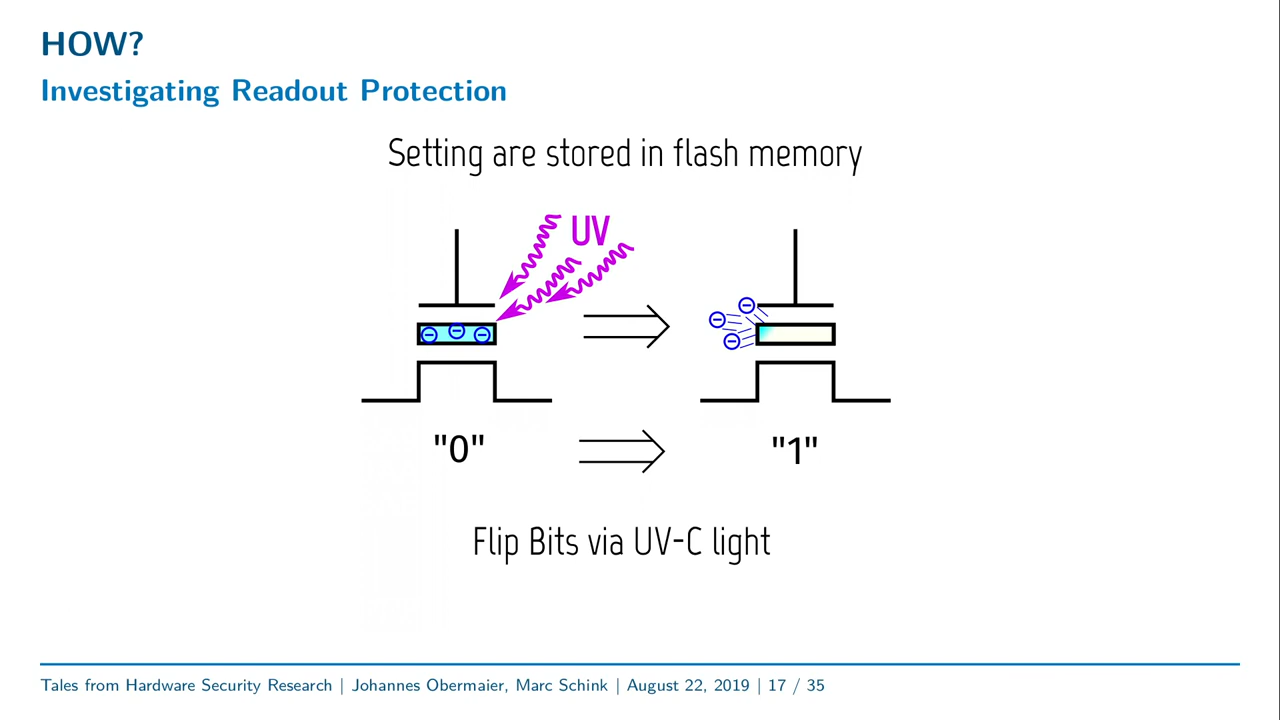 HOW?
Investigating Readout Protection
Setting are stored in flash memory
UV
"0"
"1"
Flip Bits via UV-C light
Tales from Hardware Security Research | Johannes Obermaier, Marc Schink | August 22, 2019 | 17 / 35